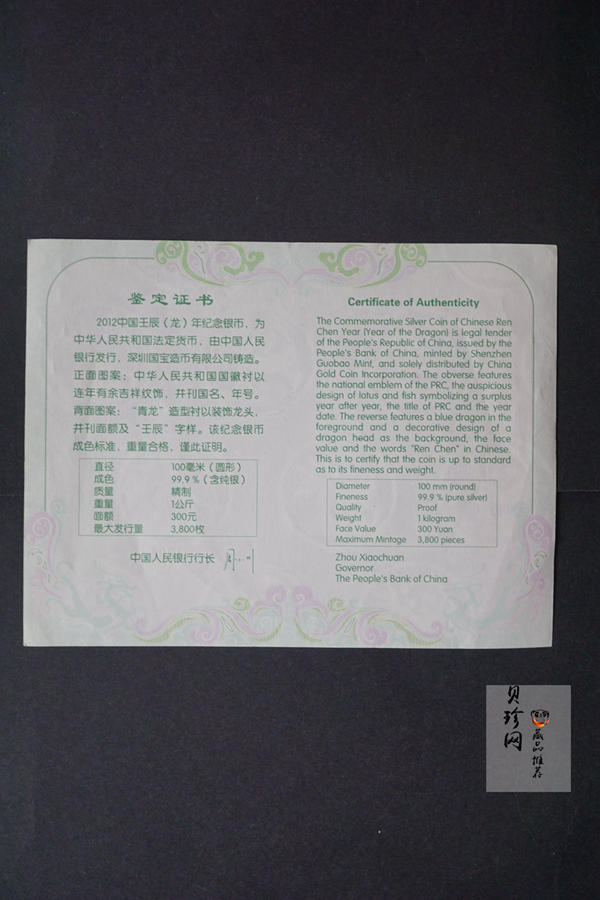 鉴定证书
2012中国壬辰（龙）年纪念银币，为
中华人民共和国法定货币，由中国人民
银行发行，深圳国宝造币有限公司铸造。
正面图案：中华人民共和国国徽衬以
连年有余吉祥纹饰，并刊国名、年号。
背面图案：“青龙”造型衬以装饰龙头，
并刊面额及“壬辰”字样。该纪念银币
成色标准，重量合格，谨此证明。
直径 100毫米（圆形）
成色 99.9％（含纯银）
质量 精制
重量 1公斤
面额 300元
最大发行量 3,800枚
中国人民银行行长
Certificate of Authenticity
The Commemorative Silver Coin of Chinese Ren
Chen Year (Year of the Dragon) is legal tender
of the People's Republic of China, issued by the
People's Bank of China, minted by Shenzhen
Guobao Mint, and solely distributed by China
Gold Coin Incorporation. The obverse features
the national emblem of the PRC, the auspicious
design of lotus and fish symbolizing a surplus
year after year, the title of PRC and the year
date. The reverse features a blue dragon in the
foreground and a decorative design of a
dragon head as the background, the face
value and the words "Ren Chen" in Chinese.
This is to certify that the coin is up to standard
as to its fineness and weight.
Diameter 100 mm (round)
Fineness 99.9 % (pure silver)
Quality Proof
Weight 1 kilogram
Face Value 300 Yuan
Maximum Mintage 3,800 pieces
Zhou Xiaochuan
Governor
The People's Bank of China
贝珍网
藏品推荐